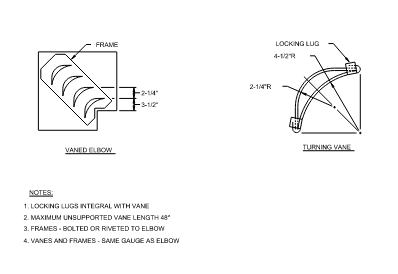 FRAME
2-1/4"
3-1/2"
VANED ELBOW
LOCKING LUG
4-1/2"R
2-1/4"R
TURNING VANE
NOTES:
1. LOCKING LUGS INTEGRAL WITH VANE
2. MAXIMUM UNSUPPORTED VANE LENGTH 48"
3. FRAMES - BOLTED OR RIVETED TO ELBOW
4. VANES AND FRAMES - SAME GAUGE AS ELBOW